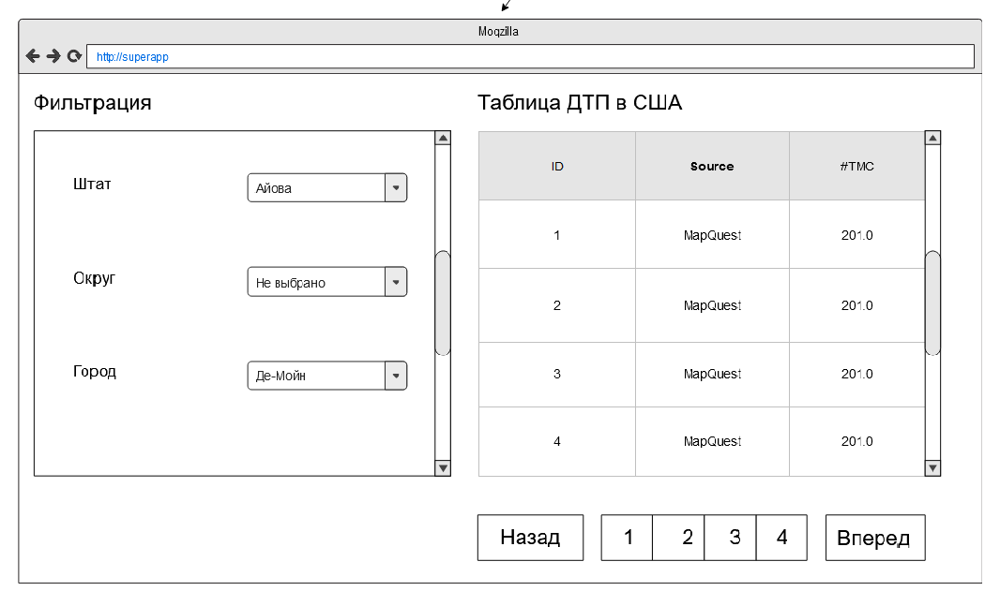 Moqzilla
http://superapp
Фильтрация
Штат
Айова
Округ
Не выбрано
Город
Де-Мойн
Таблица ДТП в США
ID Source #TMC
1 MapQuest 201.0
2 MapQuest 201.0
3 MapQuest 201.0
4 MapQuest 201.0
Назад 1 2 3 4 Вперед